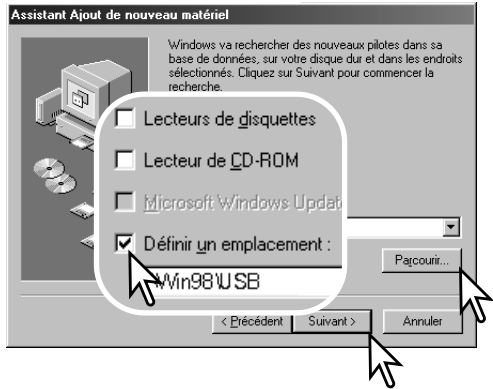 Assistant Ajout de nouveau matériel
Windows va rechercher des nouveaux pilotes dans sa
base de données, sur votre disque dur et dans les endroits
sélectionnés. Cliquez sur Suivant pour commencer la
recherche.
Lecteurs de disquettes
Lecteur de CD-ROM
Microsoft Windows Updat
Définir un emplacement :
Win98\USB
Parcourir...
< Précédent
Suivant >
Annuler